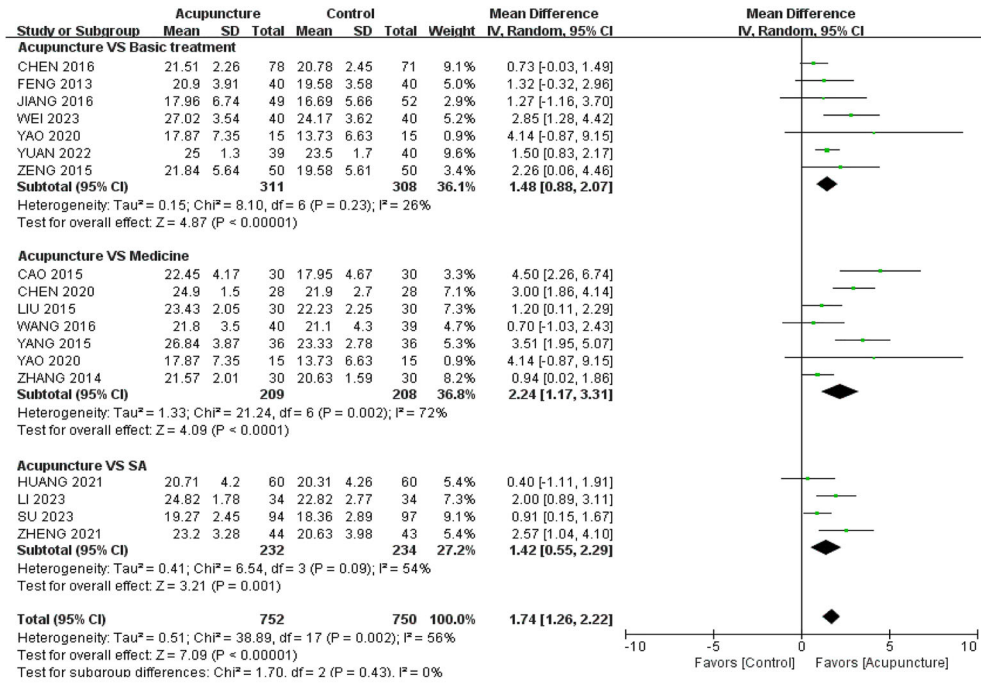 Acupuncture Control Mean Difference Mean Difference
Study or Subgroup Mean SD Total Mean SD Total Weight IV, Random, 95% CI IV, Random, 95% CI
Acupuncture VS Basic treatment
CHEN 2016 21.51 2.26 78 20.78 2.45 71 9.1% 0.73 [-0.03, 1.49]
FENG 2013 20.9 3.91 40 19.58 3.58 40 5.0% 1.32 [-0.32, 2.96]
JIANG 2016 17.96 6.74 49 16.69 5.66 52 2.9% 1.27 [-1.16, 3.70]
WEI 2023 27.02 3.54 40 24.17 3.62 40 5.2% 2.85 [1.28, 4.42]
YAO 2020 17.87 7.35 15 13.73 6.63 15 0.9% 4.14 [-0.87, 9.15]
YUAN 2022 25 1.3 39 23.5 1.7 40 9.6% 1.50 [0.83, 2.17]
ZENG 2015 21.84 5.64 50 19.58 5.61 50 3.4% 2.26 [0.06, 4.46]
Subtotal (95% CI) 311 308 36.1% 1.48 [0.88, 2.07]
Heterogeneity: Tau² = 0.15; Chi² = 8.10, df = 6 (P = 0.23); I² = 26%
Test for overall effect: Z = 4.87 (P < 0.00001)
Acupuncture VS Medicine
CAO 2015 22.45 4.17 30 17.95 4.67 30 3.3% 4.50 [2.26, 6.74]
CHEN 2020 24.9 1.5 28 21.9 2.7 28 7.1% 3.00 [1.86, 4.14]
LIU 2015 23.43 2.05 30 22.23 2.25 30 7.3% 1.20 [0.11, 2.29]
WANG 2016 21.8 3.5 40 21.1 4.3 39 4.7% 0.70 [-1.03, 2.43]
YANG 2015 26.84 3.87 36 23.33 2.78 36 5.2% 3.51 [1.95, 5.07]
YAO 2020 17.87 7.35 15 13.73 6.63 15 0.9% 4.14 [-0.87, 9.15]
ZHANG 2014 21.57 2.01 30 20.63 1.59 30 8.2% 0.94 [0.02, 1.86]
Subtotal (95% CI) 209 208 36.8% 2.24 [1.17, 3.31]
Heterogeneity: Tau² = 1.33; Chi² = 21.24, df = 6 (P = 0.002); I² = 72%
Test for overall effect: Z = 4.09 (P < 0.0001)
Acupuncture VS SA
HUANG 2021 20.71 4.2 60 20.31 4.26 60 5.4% 0.40 [-1.11, 1.91]
LI 2023 24.82 1.78 34 22.82 2.77 34 7.3% 2.00 [0.89, 3.11]
SU 2023 19.27 2.45 94 18.36 2.89 97 9.1% 0.91 [0.15, 1.67]
ZHENG 2021 23.2 3.28 44 20.63 3.98 43 5.4% 2.57 [1.04, 4.10]
Subtotal (95% CI) 232 234 27.2% 1.42 [0.55, 2.29]
Heterogeneity: Tau² = 0.41; Chi² = 6.54, df = 3 (P = 0.09); I² = 54%
Test for overall effect: Z = 3.21 (P = 0.001)
Total (95% CI) 752 750 100.0% 1.74 [1.26, 2.22]
Heterogeneity: Tau² = 0.51; Chi² = 38.89, df = 17 (P = 0.002); I² = 56%
Test for overall effect: Z = 7.09 (P < 0.00001)
Test for subgroup differences: Chi² = 1.70, df = 2 (P = 0.43), I² = 0%
-10 -5 0 5 10
Favors [Control] Favors [Acupuncture]